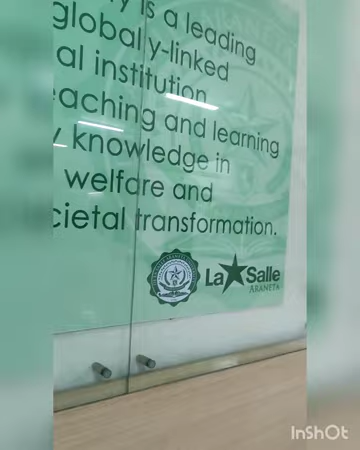 is a leading
globally-linked
al institution
eaching and learning
knowledge in
welfare and
cietal transformation.
La Salle
ARANETA
InShOt